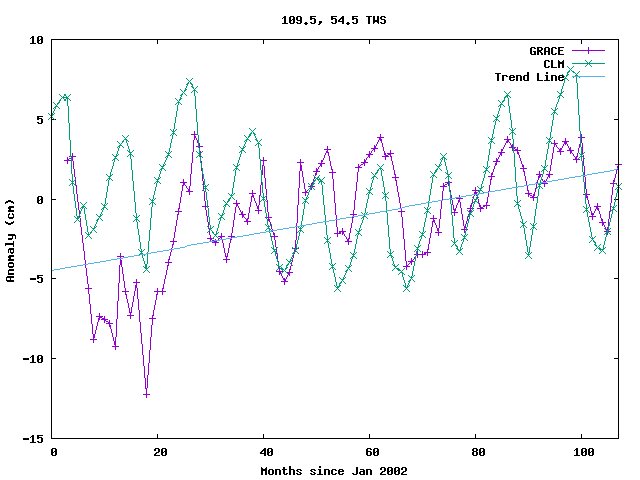 109.5, 54.5 TWS
GRACE
CLM
Trend Line
10
5
0
-5
-10
-15
Anomaly (cm)
0 20 40 60 80 100
Months since Jan 2002